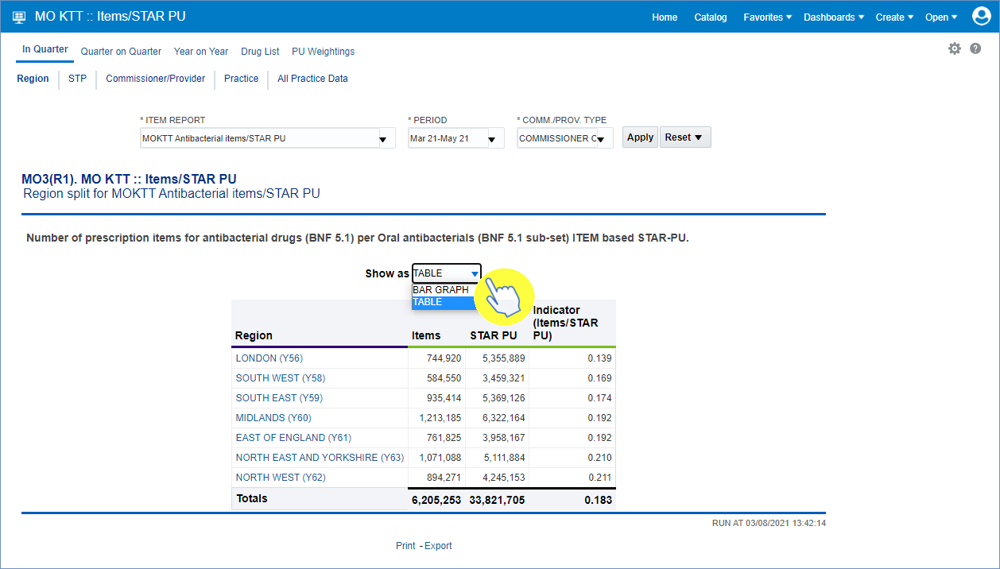 MO KTT :: Items/STAR PU
Home Catalog Favorites Dashboards Create Open
In Quarter Quarter on Quarter Year on Year Drug List PU Weightings
Region STP Commissioner/Provider Practice All Practice Data
* ITEM REPORT * PERIOD * COMM./PROV. TYPE
MOKTT Antibacterial items/STAR PU Mar 21-May 21 COMMISSIONER C Apply Reset
MO3(R1). MO KTT :: Items/STAR PU
Region split for MOKTT Antibacterial items/STAR PU
Number of prescription items for antibacterial drugs (BNF 5.1) per Oral antibacterials (BNF 5.1 sub-set) ITEM based STAR-PU.
Show as TABLE
BAR GRAPH
TABLE
Region Items STAR PU Indicator (Items/STAR PU)
LONDON (Y56) 744,920 5,355,889 0.139
SOUTH WEST (Y58) 584,550 3,459,321 0.169
SOUTH EAST (Y59) 935,414 5,369,126 0.174
MIDLANDS (Y60) 1,213,185 6,322,164 0.192
EAST OF ENGLAND (Y61) 761,825 3,958,167 0.192
NORTH EAST AND YORKSHIRE (Y63) 1,071,088 5,111,884 0.210
NORTH WEST (Y62) 894,271 4,245,153 0.211
Totals 6,205,253 33,821,705 0.183
RUN AT 03/08/2021 13:42:14
Print - Export